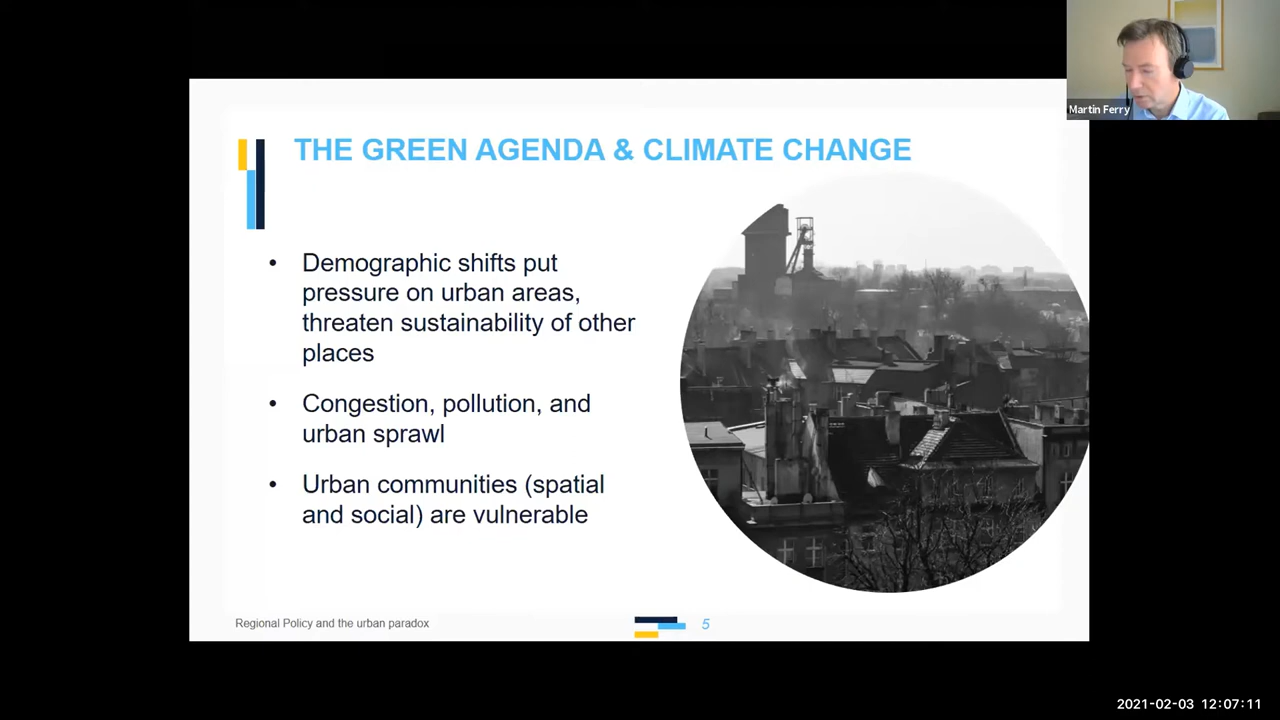 Martin Ferry
THE GREEN AGENDA & CLIMATE CHANGE
• Demographic shifts put
pressure on urban areas,
threaten sustainability of other
places
• Congestion, pollution, and
urban sprawl
• Urban communities (spatial
and social) are vulnerable
Regional Policy and the urban paradox
5
2021-02-03 12:07:11